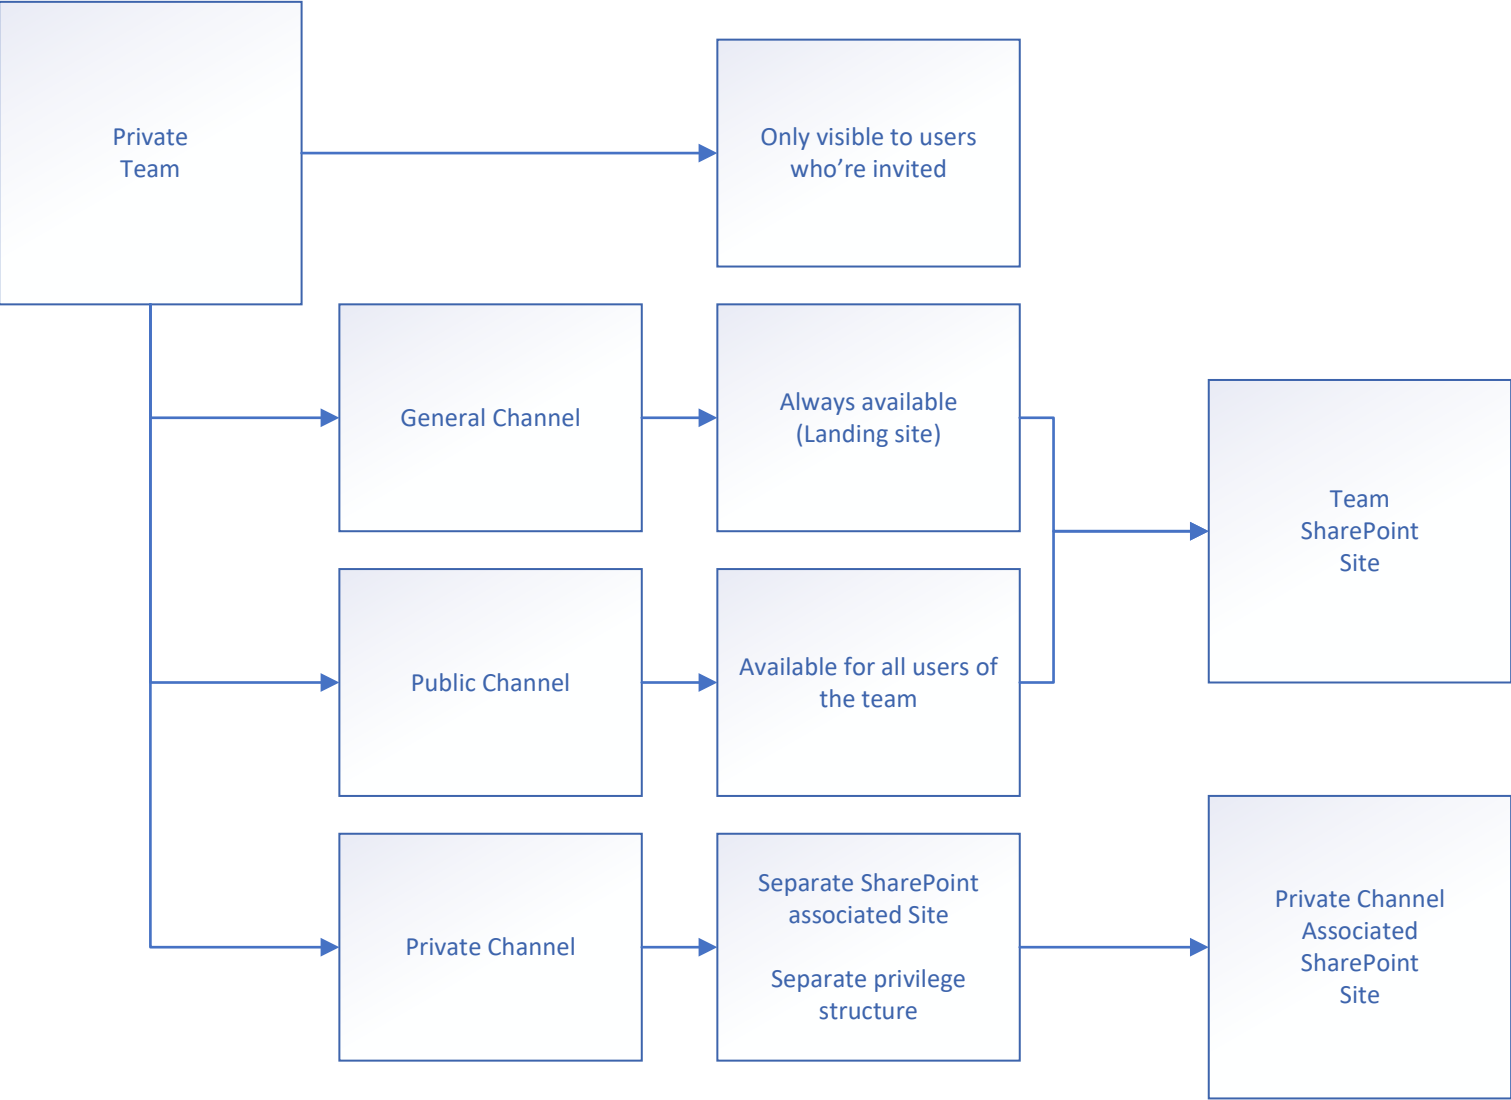 Private
Team
Only visible to users
who’re invited
General Channel
Always available
(Landing site)
Team
SharePoint
Site
Public Channel
Available for all users of
the team
Private Channel
Separate SharePoint
associated Site
Separate privilege
structure
Private Channel
Associated
SharePoint
Site